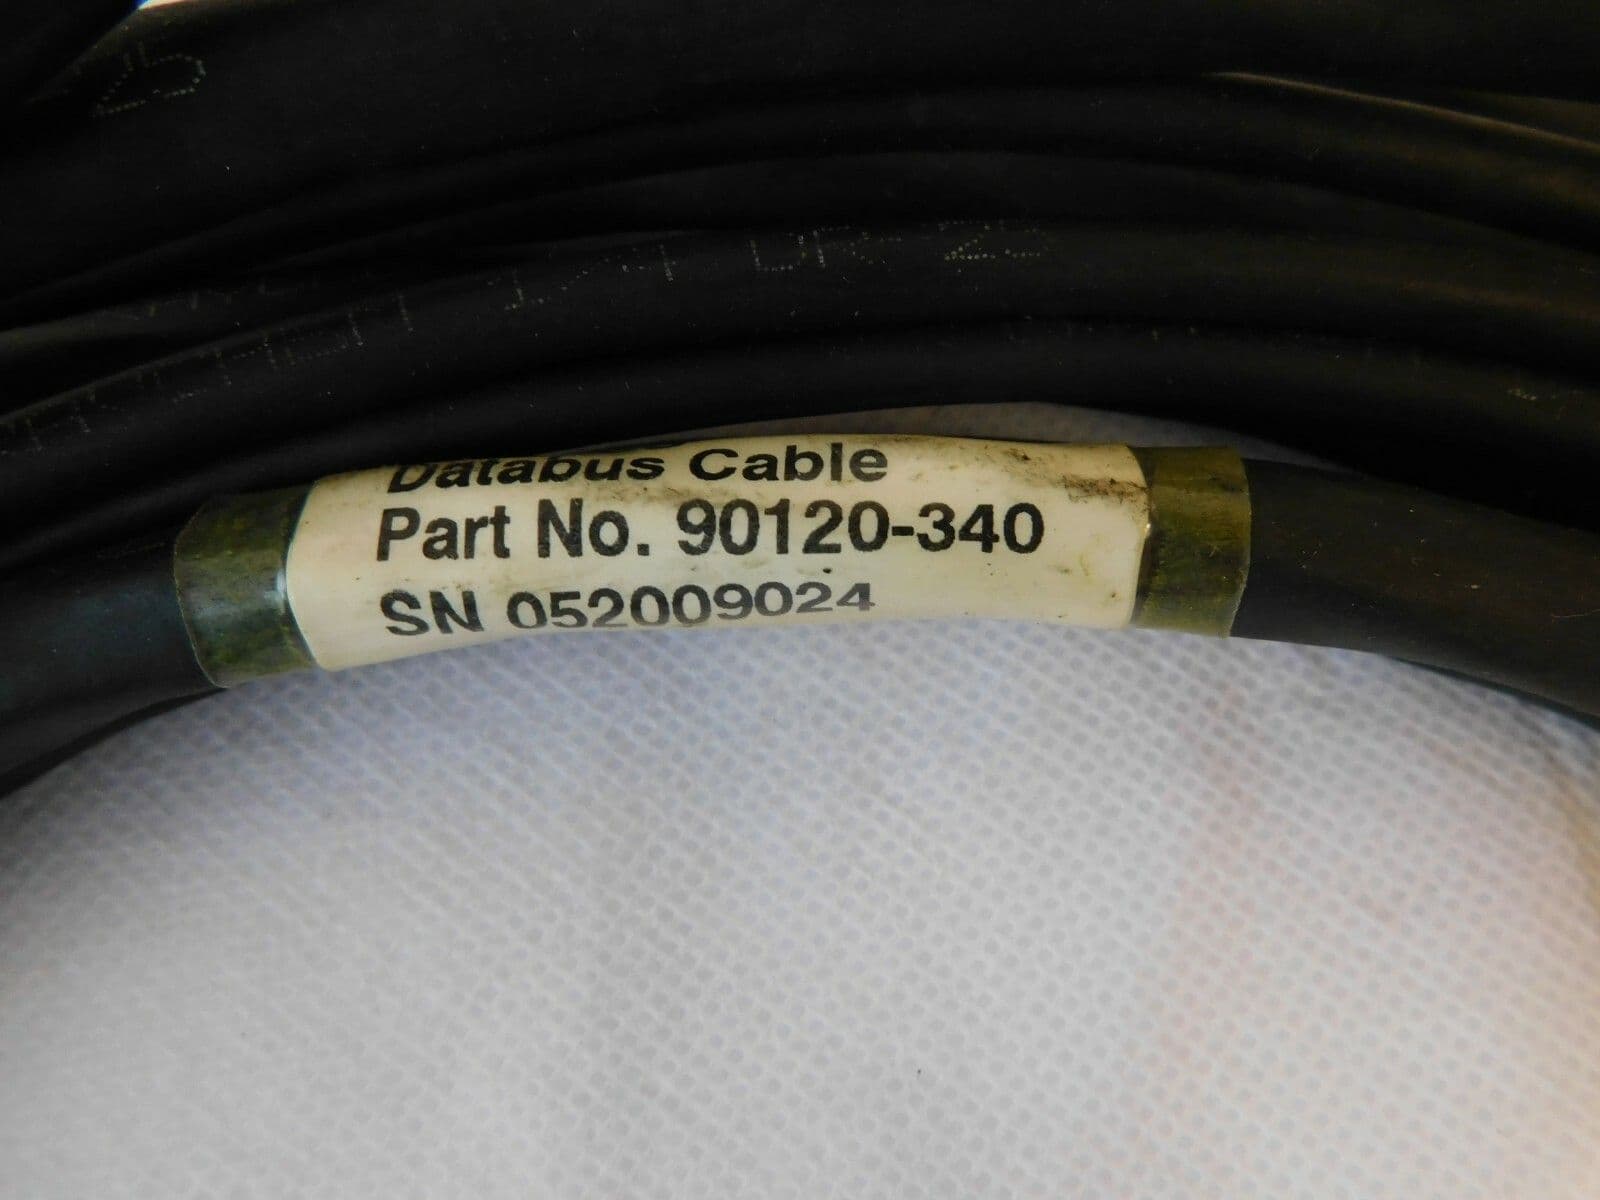 Databus Cable
Part No. 90120-340
SN 052009024